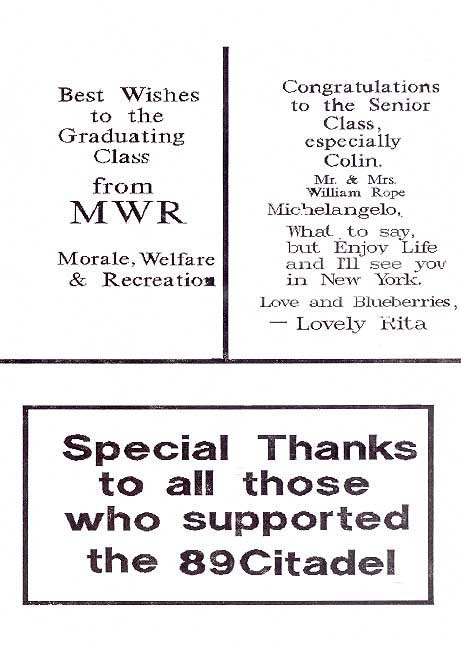 Best Wishes
to the
Graduating
Class
from
MWR
Morale, Welfare
& Recreation
Congratulations
to the Senior
Class,
especially
Colin.
Mr. & Mrs.
William Rope
Michelangelo,
What to say,
but Enjoy Life
and I'll see you
in New York.
Love and Blueberries,
— Lovely Rita
Special Thanks
to all those
who supported
the 89Citadel